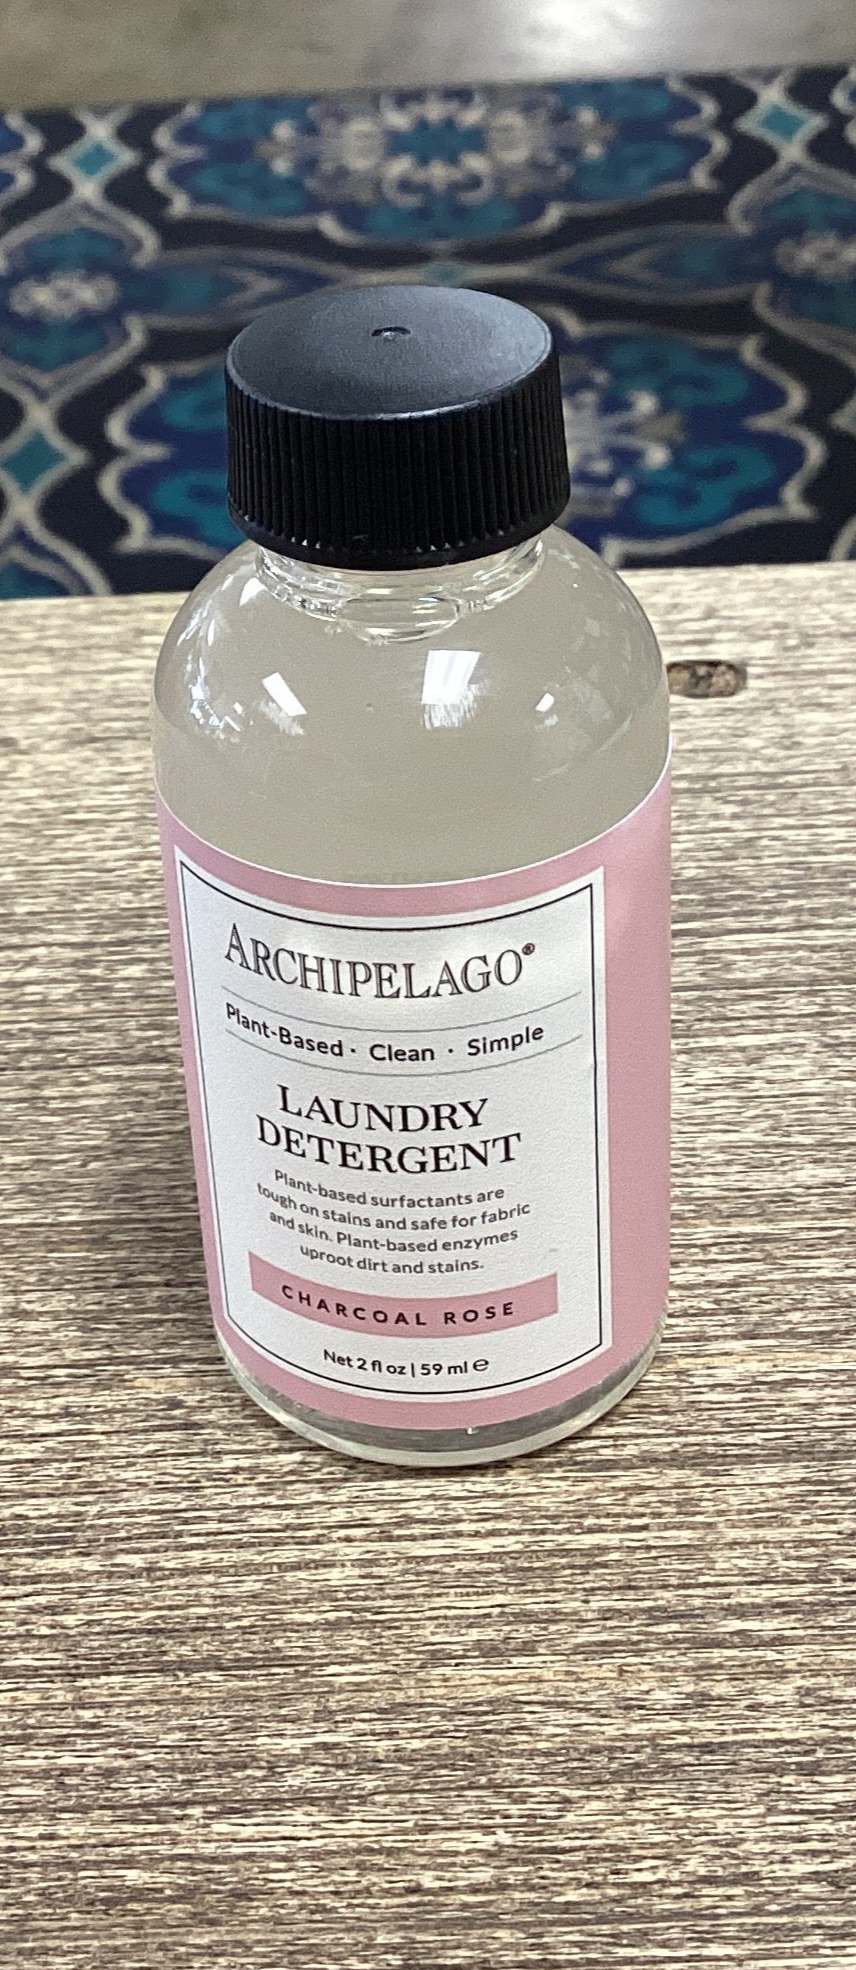 ARCHIPELAGO®
Plant-Based · Clean · Simple
LAUNDRY
DETERGENT
Plant-based surfactants are
tough on stains and safe for fabric
and skin. Plant-based enzymes
uproot dirt and stains.
CHARCOAL ROSE
Net 2 fl oz | 59 ml ℮